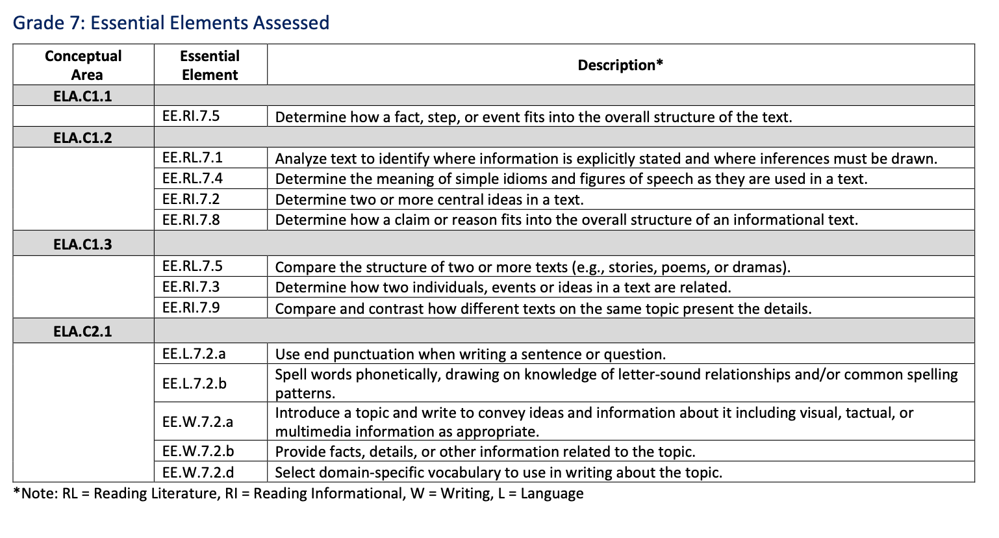 Grade 7: Essential Elements Assessed
Conceptual Area Essential Element Description*
ELA.C1.1
EE.RI.7.5 Determine how a fact, step, or event fits into the overall structure of the text.
ELA.C1.2
EE.RL.7.1 Analyze text to identify where information is explicitly stated and where inferences must be drawn.
EE.RL.7.4 Determine the meaning of simple idioms and figures of speech as they are used in a text.
EE.RI.7.2 Determine two or more central ideas in a text.
EE.RI.7.8 Determine how a claim or reason fits into the overall structure of an informational text.
ELA.C1.3
EE.RL.7.5 Compare the structure of two or more texts (e.g., stories, poems, or dramas).
EE.RI.7.3 Determine how two individuals, events or ideas in a text are related.
EE.RI.7.9 Compare and contrast how different texts on the same topic present the details.
ELA.C2.1
EE.L.7.2.a Use end punctuation when writing a sentence or question.
EE.L.7.2.b Spell words phonetically, drawing on knowledge of letter-sound relationships and/or common spelling
patterns.
EE.W.7.2.a Introduce a topic and write to convey ideas and information about it including visual, tactual, or
multimedia information as appropriate.
EE.W.7.2.b Provide facts, details, or other information related to the topic.
EE.W.7.2.d Select domain-specific vocabulary to use in writing about the topic.
*Note: RL = Reading Literature, RI = Reading Informational, W = Writing, L = Language